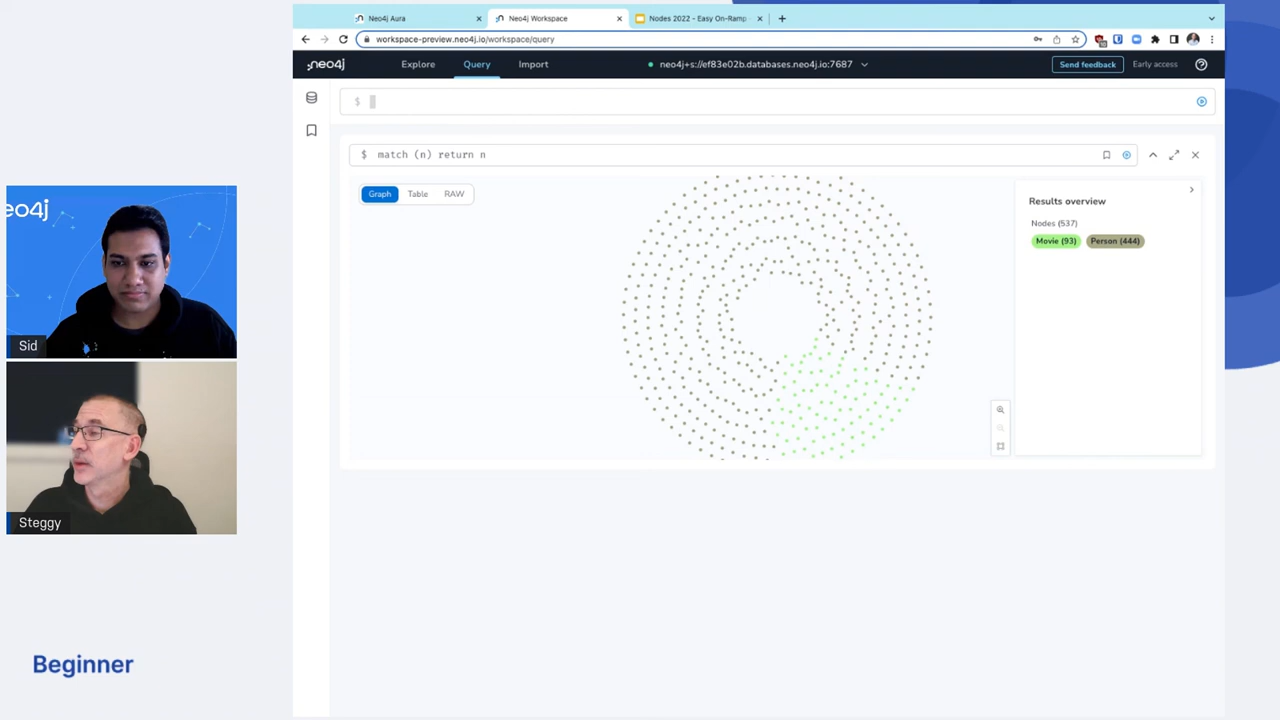 Neo4j Aura
Neo4j Workspace
Nodes 2022 - Easy On-Ramp
workspace-preview.neo4j.io/workspace/query
neo4j
Explore
Query
Import
neo4j+s://ef83e02b.databases.neo4j.io:7687
Send feedback
Early access
$
$ match (n) return n
Graph
Table
RAW
Results overview
Nodes (537)
Movie (93)
Person (444)
eo4j
Sid
Steggy
Beginner